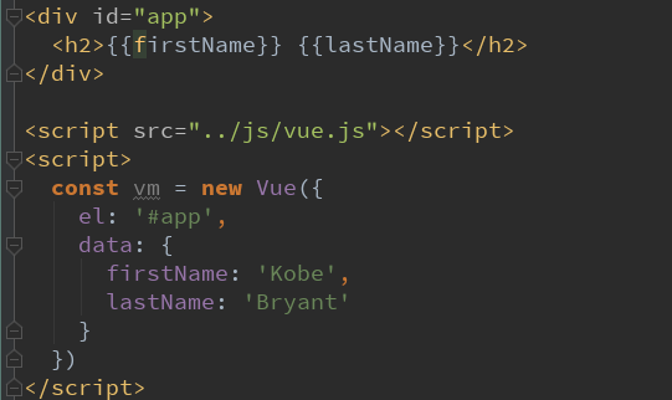 <div id="app">
  <h2>{{firstName}} {{lastName}}</h2>
</div>

<script src="../js/vue.js"></script>
<script>
  const vm = new Vue({
    el: '#app',
    data: {
      firstName: 'Kobe',
      lastName: 'Bryant'
    }
  })
</script>